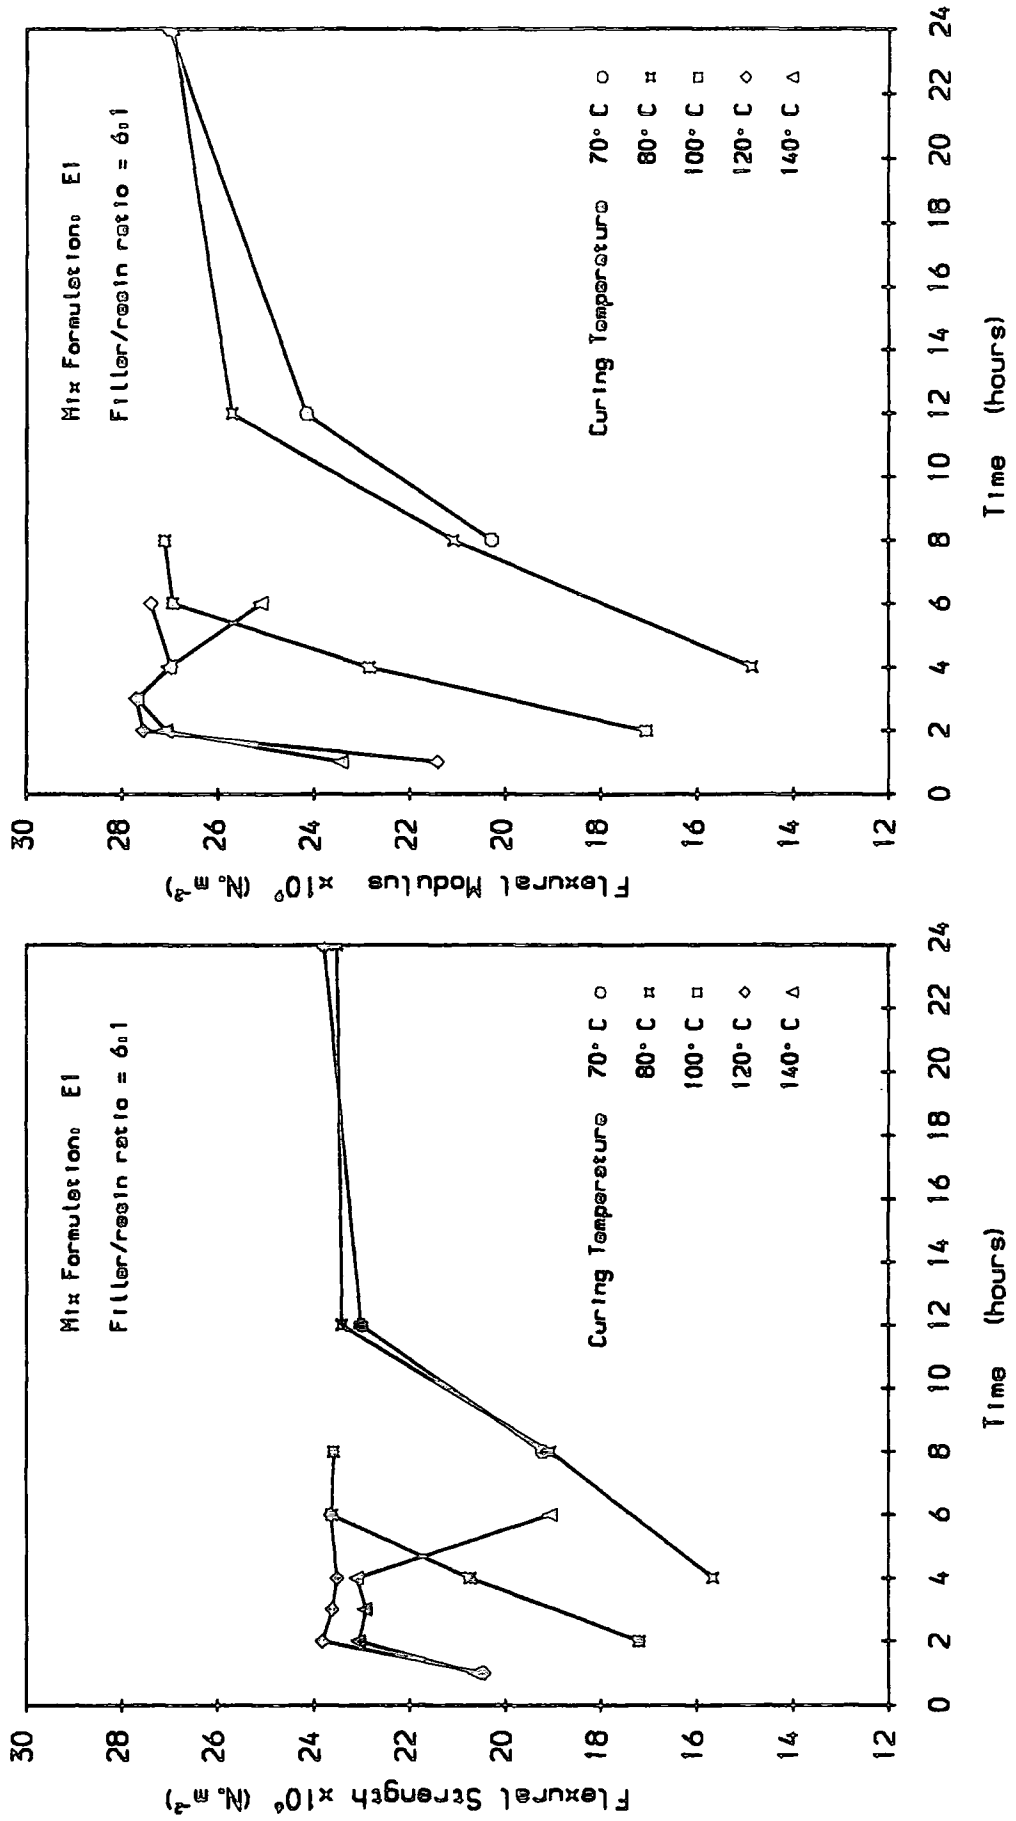 Flexural Strength x10⁶ (N.m⁻²)
30
28
26
24
22
20
18
16
14
12
Mix Formulation: E1
Filler/resin ratio = 6:1
Curing Temperature 70° C
80° C
100° C
120° C
140° C
0 2 4 6 8 10 12 14 16 18 20 22 24
Time (hours)
Flexural Modulus x10⁹ (N.m⁻²)
30
28
26
24
22
20
18
16
14
12
Mix Formulation: E1
Filler/resin ratio = 6:1
Curing Temperature 70° C
80° C
100° C
120° C
140° C
0 2 4 6 8 10 12 14 16 18 20 22 24
Time (hours)